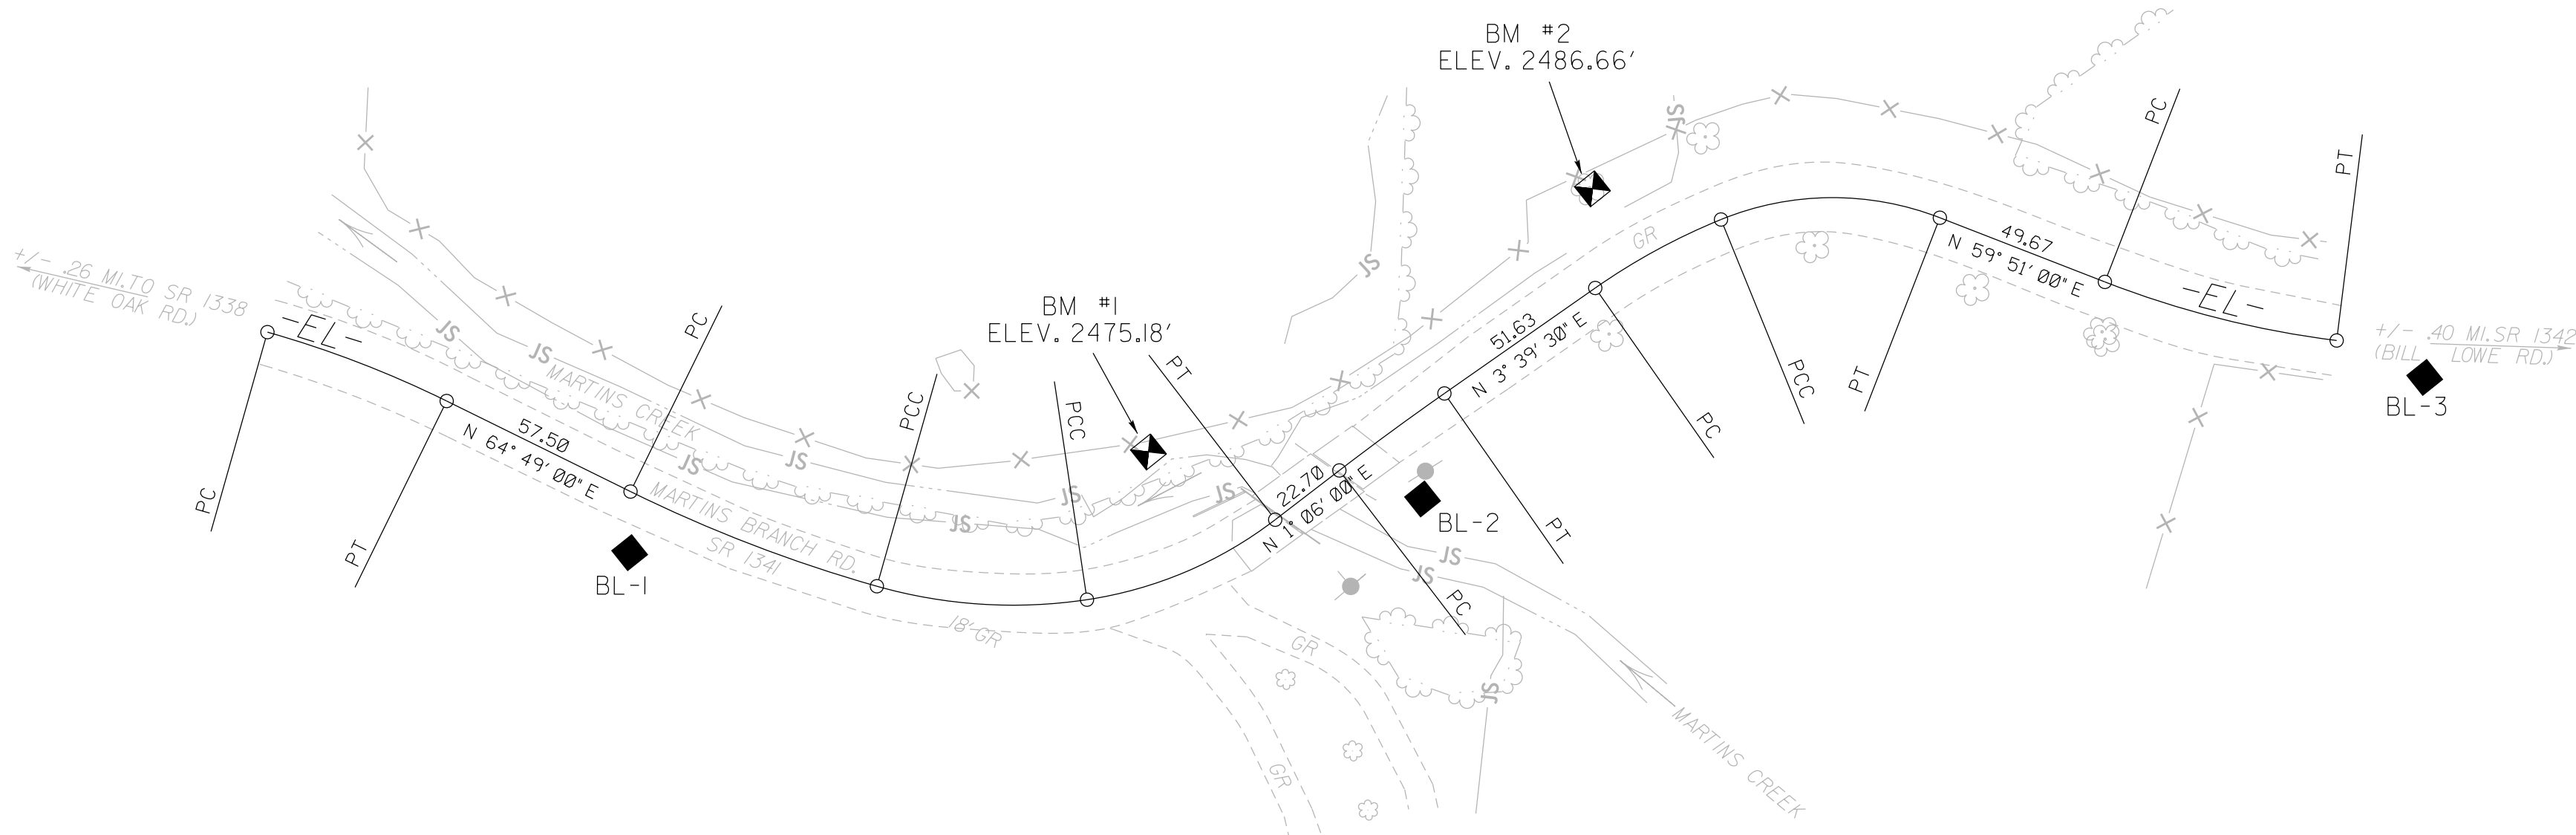 BM #2
ELEV. 2486.66'
PC
PT
+/- .26 MI. TO SR 1338
(WHITE OAK RD.)
-EL-
JS
JS
MARTINS CREEK
PC
BM #1
ELEV. 2475.18'
PT
PCC
PCC
JS
JS
GR
49.67
N 59° 51' 00" E
-EL-
+/- .40 MI. SR 1342
(BILL LOWE RD.)
BL-3
51.63
N 3° 39' 30" E
PCC
PT
PC
57.50
N 64° 49' 00" E
JS
JS
JS
JS
JS
22.70
N 1° 06' 00" E
BL-2
PT
PC
PT
MARTINS BRANCH RD.
SR 1341
BL-1
JS
JS
PC
18' GR
GR
JS
GR
MARTINS CREEK